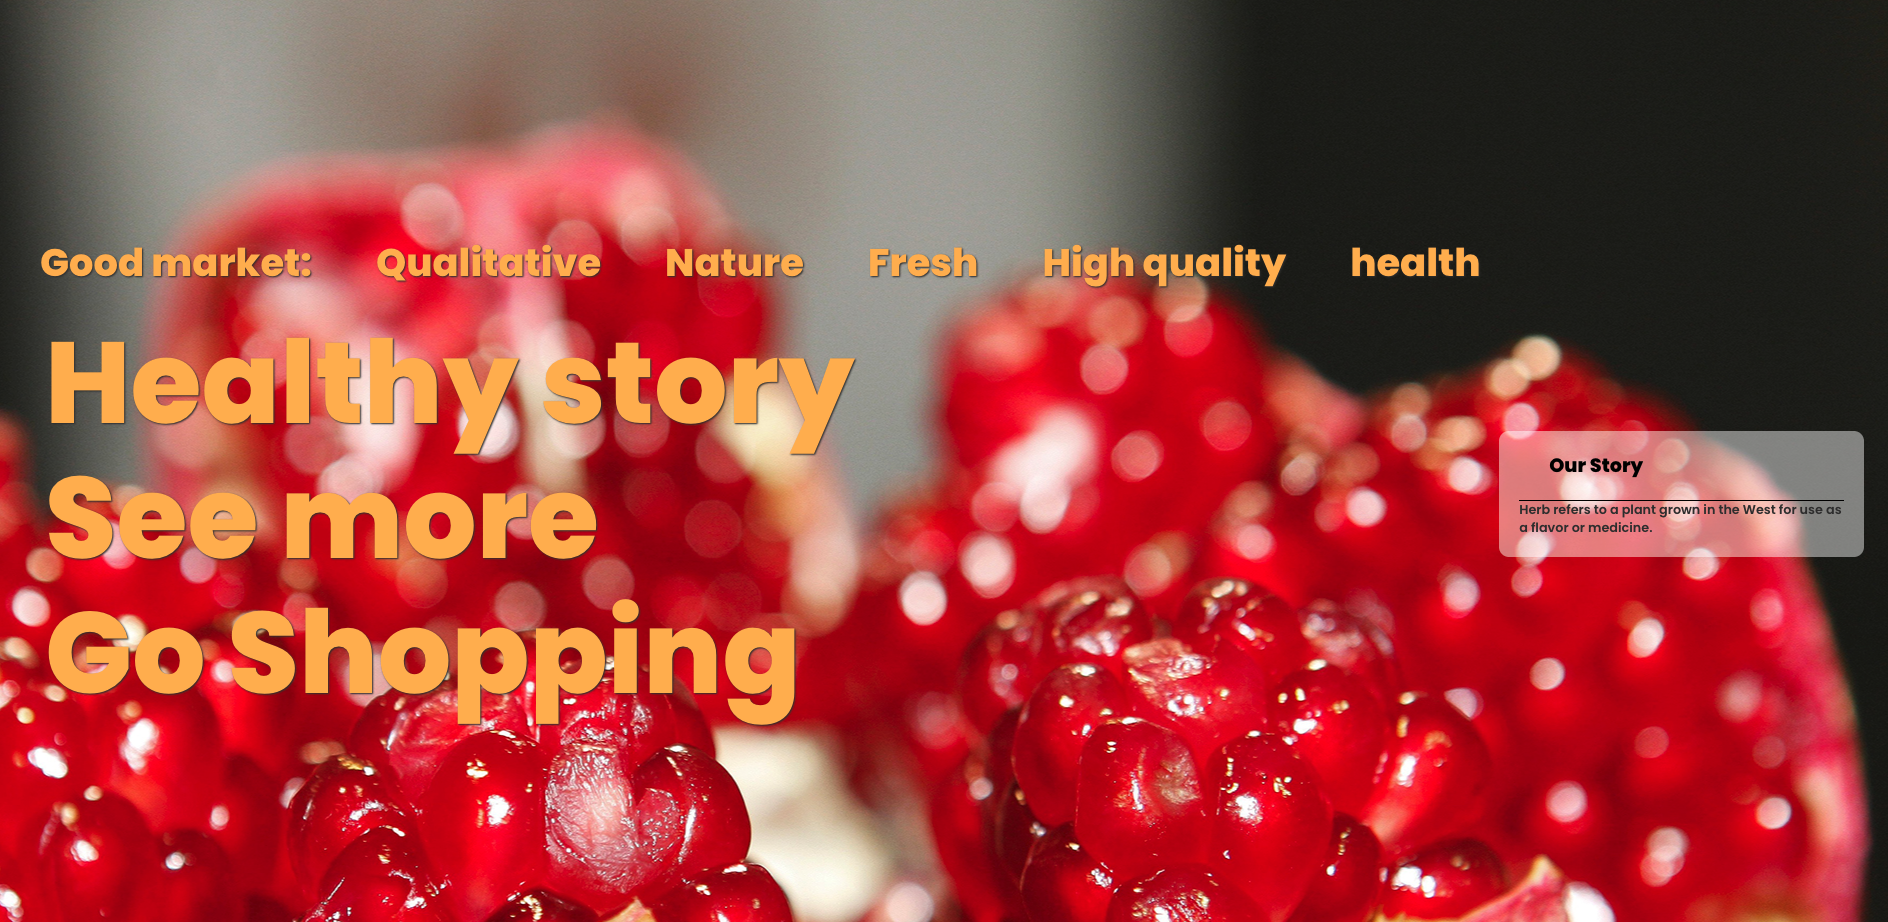 Good market: Qualitative Nature Fresh High quality health
Healthy story
See more
Go Shopping
Our Story
Herb refers to a plant grown in the West for use as
a flavor or medicine.